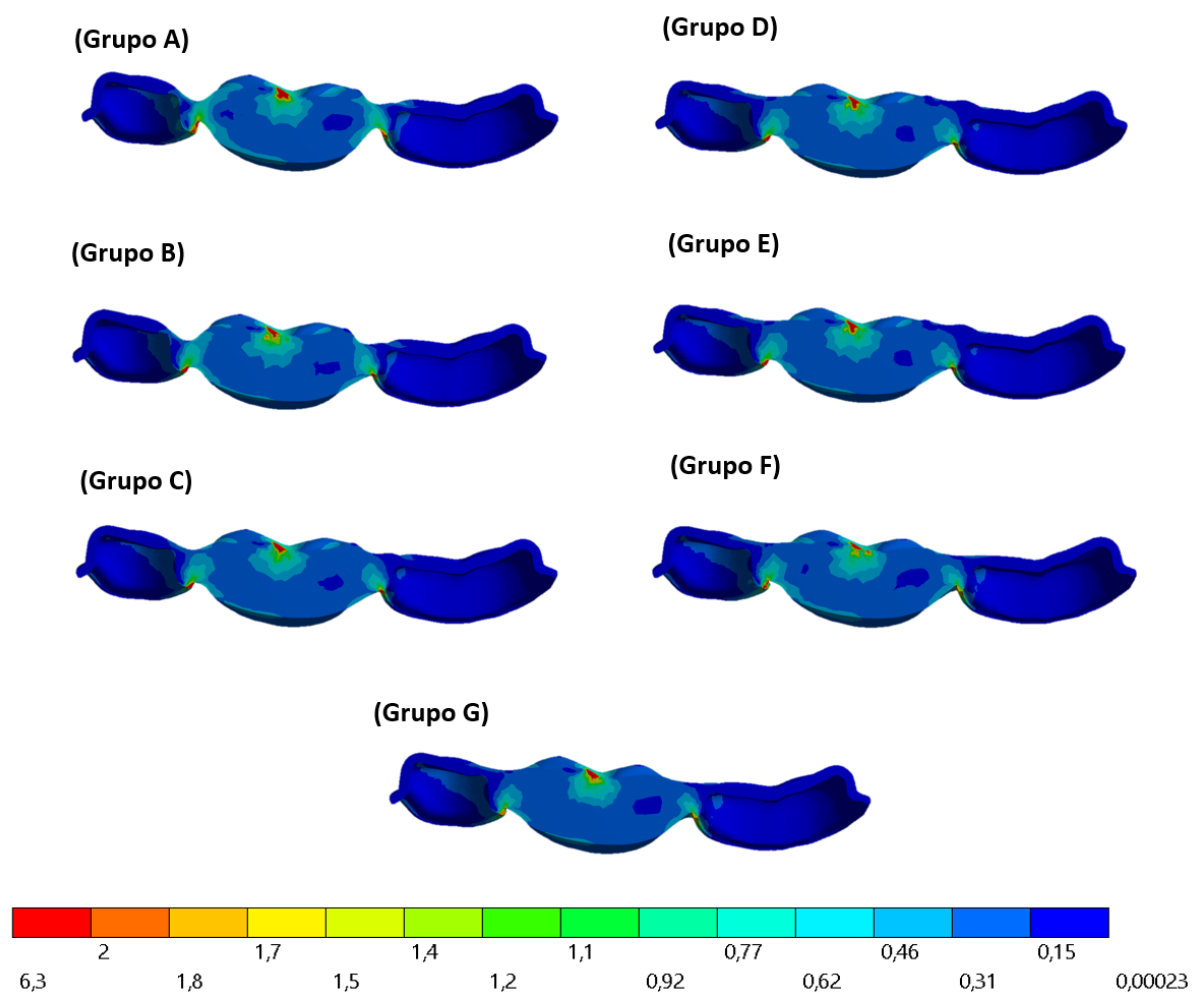 (Grupo A)
(Grupo D)
(Grupo B)
(Grupo E)
(Grupo C)
(Grupo F)
(Grupo G)
2 1,7 1,4 1,1 0,77 0,46 0,15
6,3 1,8 1,5 1,2 0,92 0,62 0,31 0,00023